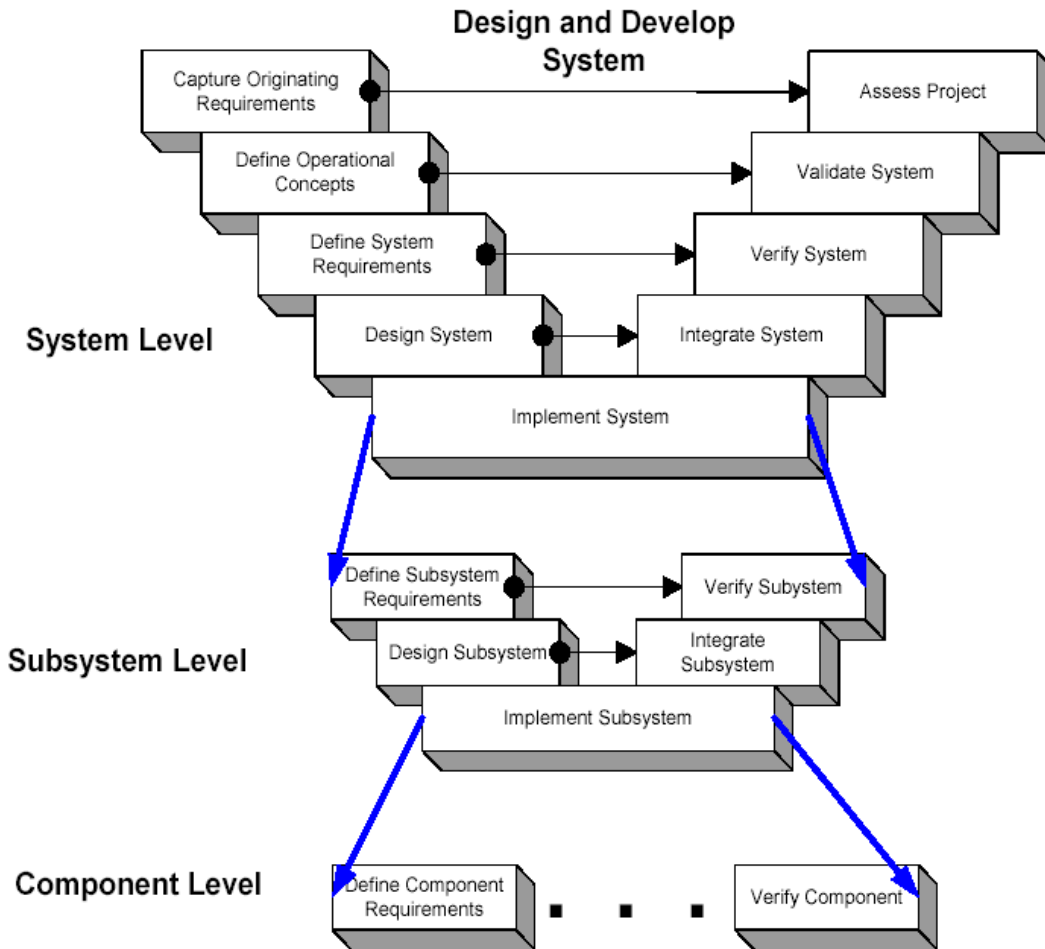 Design and Develop
System
Capture Originating
Requirements
Assess Project
Define Operational
Concepts
Validate System
Define System
Requirements
Verify System
System Level
Design System
Integrate System
Implement System
Define Subsystem
Requirements
Verify Subystem
Subsystem Level
Design Subsystem
Integrate
Subsystem
Implement Subsystem
Component Level
Define Component
Requirements
Verify Component